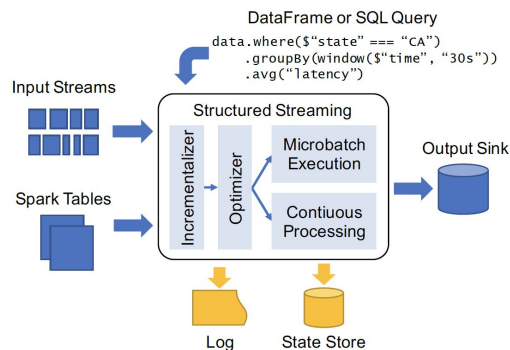 DataFrame or SQL Query
data.where($“state” === “CA”)
.groupBy(window($“time”, “30s”))
.avg(“latency”)
Input Streams
Structured Streaming
Incrementalizer
Optimizer
Microbatch
Execution
Contiuous
Processing
Output Sink
Spark Tables
Log
State Store